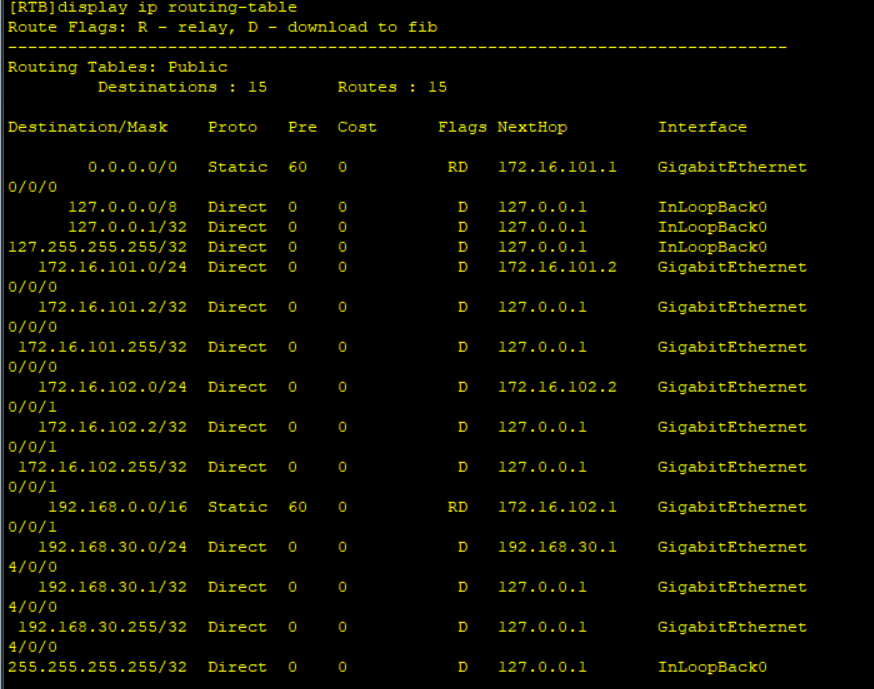 [RTB]display ip routing-table
Route Flags: R - relay, D - download to fib
------------------------------------------------------------------------------
Routing Tables: Public
         Destinations : 15       Routes : 15

Destination/Mask    Proto   Pre  Cost      Flags NextHop         Interface

        0.0.0.0/0   Static  60   0          RD   172.16.101.1    GigabitEthernet
0/0/0
      127.0.0.0/8   Direct  0    0           D   127.0.0.1       InLoopBack0
      127.0.0.1/32  Direct  0    0           D   127.0.0.1       InLoopBack0
127.255.255.255/32  Direct  0    0           D   127.0.0.1       InLoopBack0
   172.16.101.0/24  Direct  0    0           D   172.16.101.2    GigabitEthernet
0/0/0
   172.16.101.2/32  Direct  0    0           D   127.0.0.1       GigabitEthernet
0/0/0
 172.16.101.255/32  Direct  0    0           D   127.0.0.1       GigabitEthernet
0/0/0
   172.16.102.0/24  Direct  0    0           D   172.16.102.2    GigabitEthernet
0/0/1
   172.16.102.2/32  Direct  0    0           D   127.0.0.1       GigabitEthernet
0/0/1
 172.16.102.255/32  Direct  0    0           D   127.0.0.1       GigabitEthernet
0/0/1
    192.168.0.0/16  Static  60   0          RD   172.16.102.1    GigabitEthernet
0/0/1
   192.168.30.0/24  Direct  0    0           D   192.168.30.1    GigabitEthernet
4/0/0
   192.168.30.1/32  Direct  0    0           D   127.0.0.1       GigabitEthernet
4/0/0
 192.168.30.255/32  Direct  0    0           D   127.0.0.1       GigabitEthernet
4/0/0
255.255.255.255/32  Direct  0    0           D   127.0.0.1       InLoopBack0